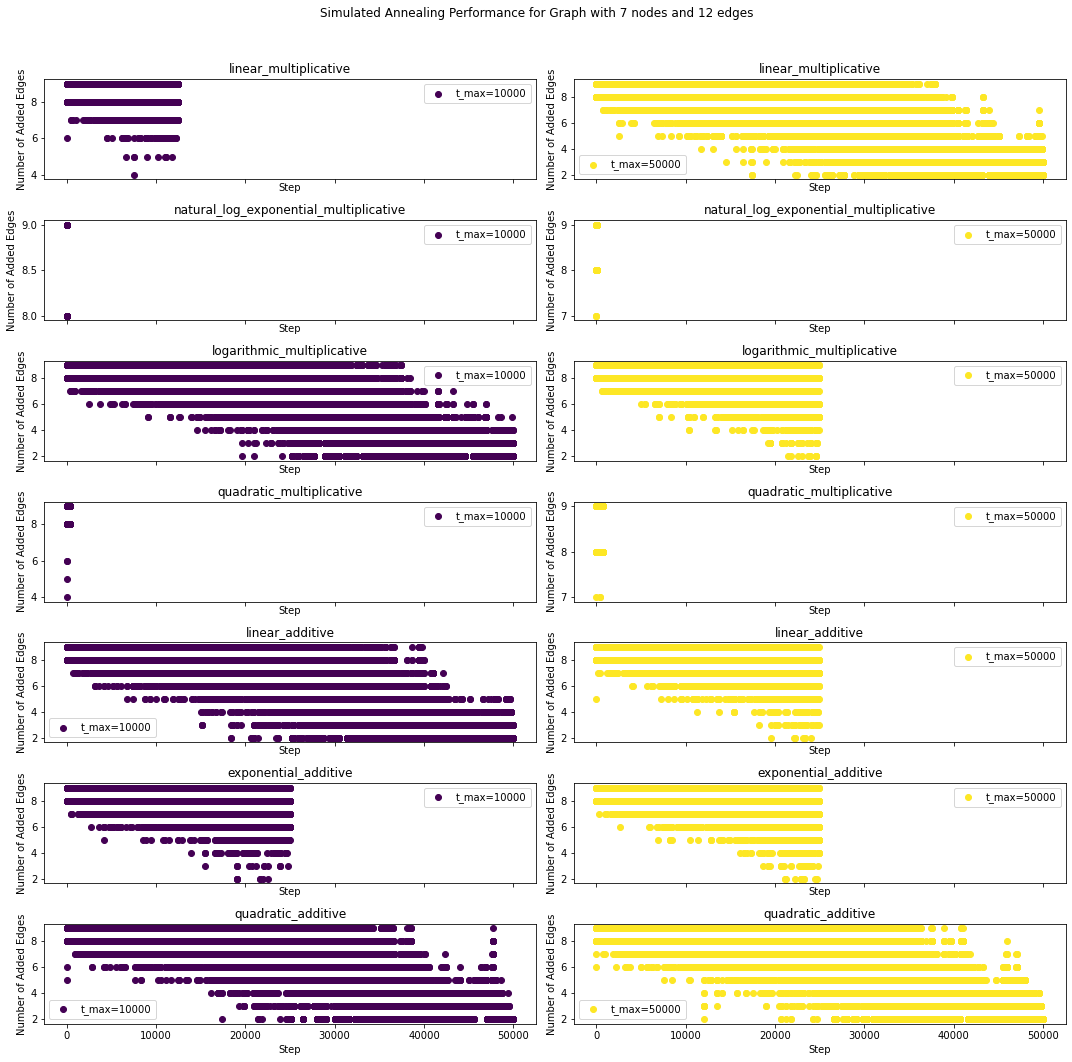 Simulated Annealing Performance for Graph with 7 nodes and 12 edges
linear_multiplicative
Number of Added Edges
8
6
4
t_max=10000
Step
linear_multiplicative
Number of Added Edges
8
6
4
2
t_max=50000
Step
natural_log_exponential_multiplicative
Number of Added Edges
9.0
8.5
8.0
t_max=10000
Step
natural_log_exponential_multiplicative
Number of Added Edges
9
8
7
t_max=50000
Step
logarithmic_multiplicative
Number of Added Edges
8
6
4
2
t_max=10000
Step
logarithmic_multiplicative
Number of Added Edges
8
6
4
2
t_max=50000
Step
quadratic_multiplicative
Number of Added Edges
8
6
4
t_max=10000
Step
quadratic_multiplicative
Number of Added Edges
9
8
7
t_max=50000
Step
linear_additive
Number of Added Edges
8
6
4
2
t_max=10000
Step
linear_additive
Number of Added Edges
8
6
4
2
t_max=50000
Step
exponential_additive
Number of Added Edges
8
6
4
2
t_max=10000
Step
exponential_additive
Number of Added Edges
8
6
4
2
t_max=50000
Step
quadratic_additive
Number of Added Edges
8
6
4
2
t_max=10000
0 10000 20000 30000 40000 50000
Step
quadratic_additive
Number of Added Edges
8
6
4
2
t_max=50000
0 10000 20000 30000 40000 50000
Step